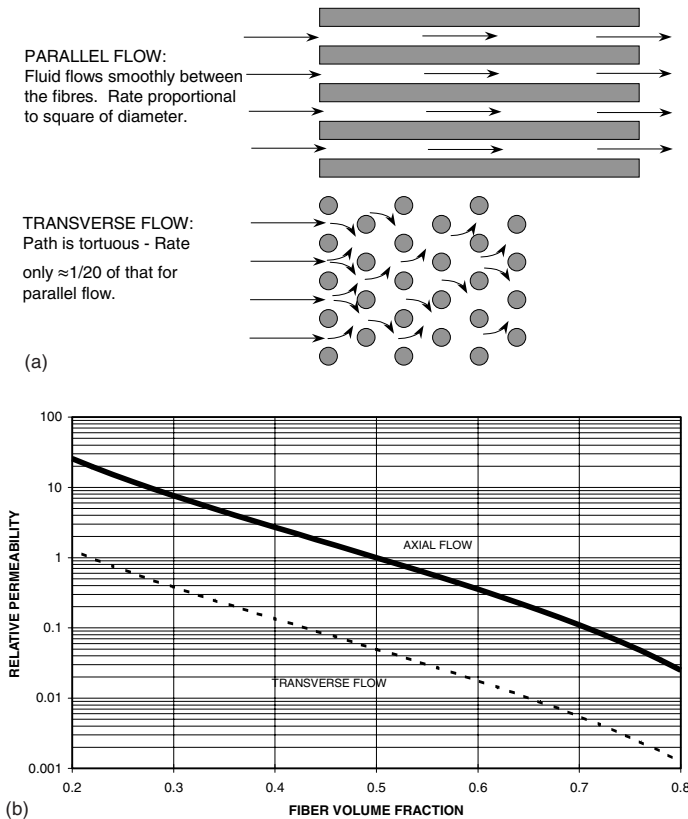 PARALLEL FLOW:
Fluid flows smoothly between
the fibres. Rate proportional
to square of diameter.
TRANSVERSE FLOW:
Path is tortuous - Rate
only ≈1/20 of that for
parallel flow.
(a)
100
10
1
0.1
0.01
0.001
RELATIVE PERMEABILITY
AXIAL FLOW
TRANSVERSE FLOW
0.2 0.3 0.4 0.5 0.6 0.7 0.8
FIBER VOLUME FRACTION
(b)